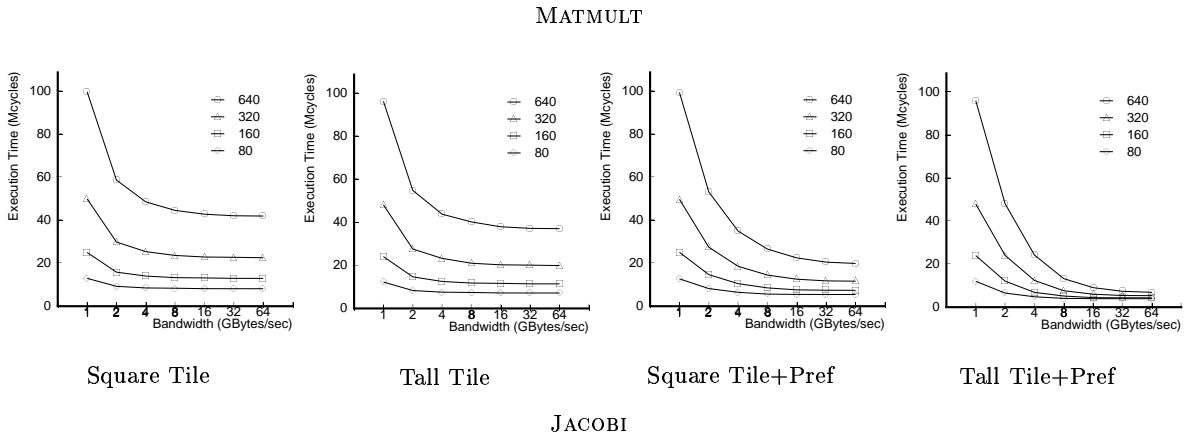 MATMULT
Execution Time (Mcycles)
100
80
60
40
20
0
640
320
160
80
1 2 4 8 16 32 64
Bandwidth (GBytes/sec)
Square Tile
Execution Time (Mcycles)
100
80
60
40
20
0
640
320
160
80
1 2 4 8 16 32 64
Bandwidth (GBytes/sec)
Tall Tile
Execution Time (Mcycles)
100
80
60
40
20
0
640
320
160
80
1 2 4 8 16 32 64
Bandwidth (GBytes/sec)
Square Tile+Pref
Execution Time (Mcycles)
100
80
60
40
20
0
640
320
160
80
1 2 4 8 16 32 64
Bandwidth (GBytes/sec)
Tall Tile+Pref
JACOBI